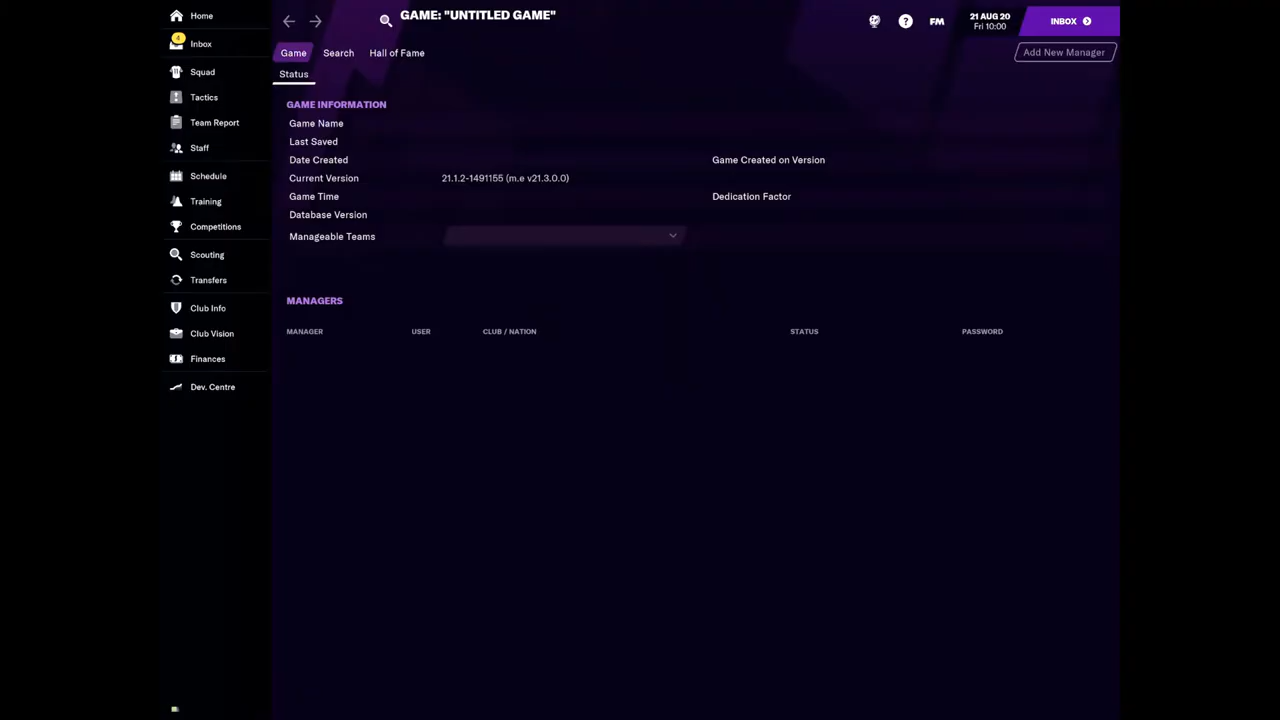 Home
4
Inbox
Squad
Tactics
Team Report
Staff
Schedule
Training
Competitions
Scouting
Transfers
Club Info
Club Vision
Finances
Dev. Centre
GAME: "UNTITLED GAME"
?
FM
21 AUG 20
Fri 10:00
INBOX
Game Search Hall of Fame
Add New Manager
Status
GAME INFORMATION
Game Name
Last Saved
Date Created
Game Created on Version
Current Version 21.1.2-1491155 (m.e v21.3.0.0)
Game Time
Dedication Factor
Database Version
Manageable Teams
MANAGERS
MANAGER USER CLUB / NATION STATUS PASSWORD